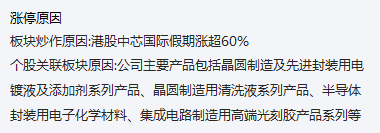 涨停原因
板块炒作原因:港股中芯国际假期涨超60%
个股关联板块原因:公司主要产品包括晶圆制造及先进封装用电
镀液及添加剂系列产品、晶圆制造用清洗液系列产品、半导体
封装用电子化学材料、集成电路制造用高端光刻胶产品系列等